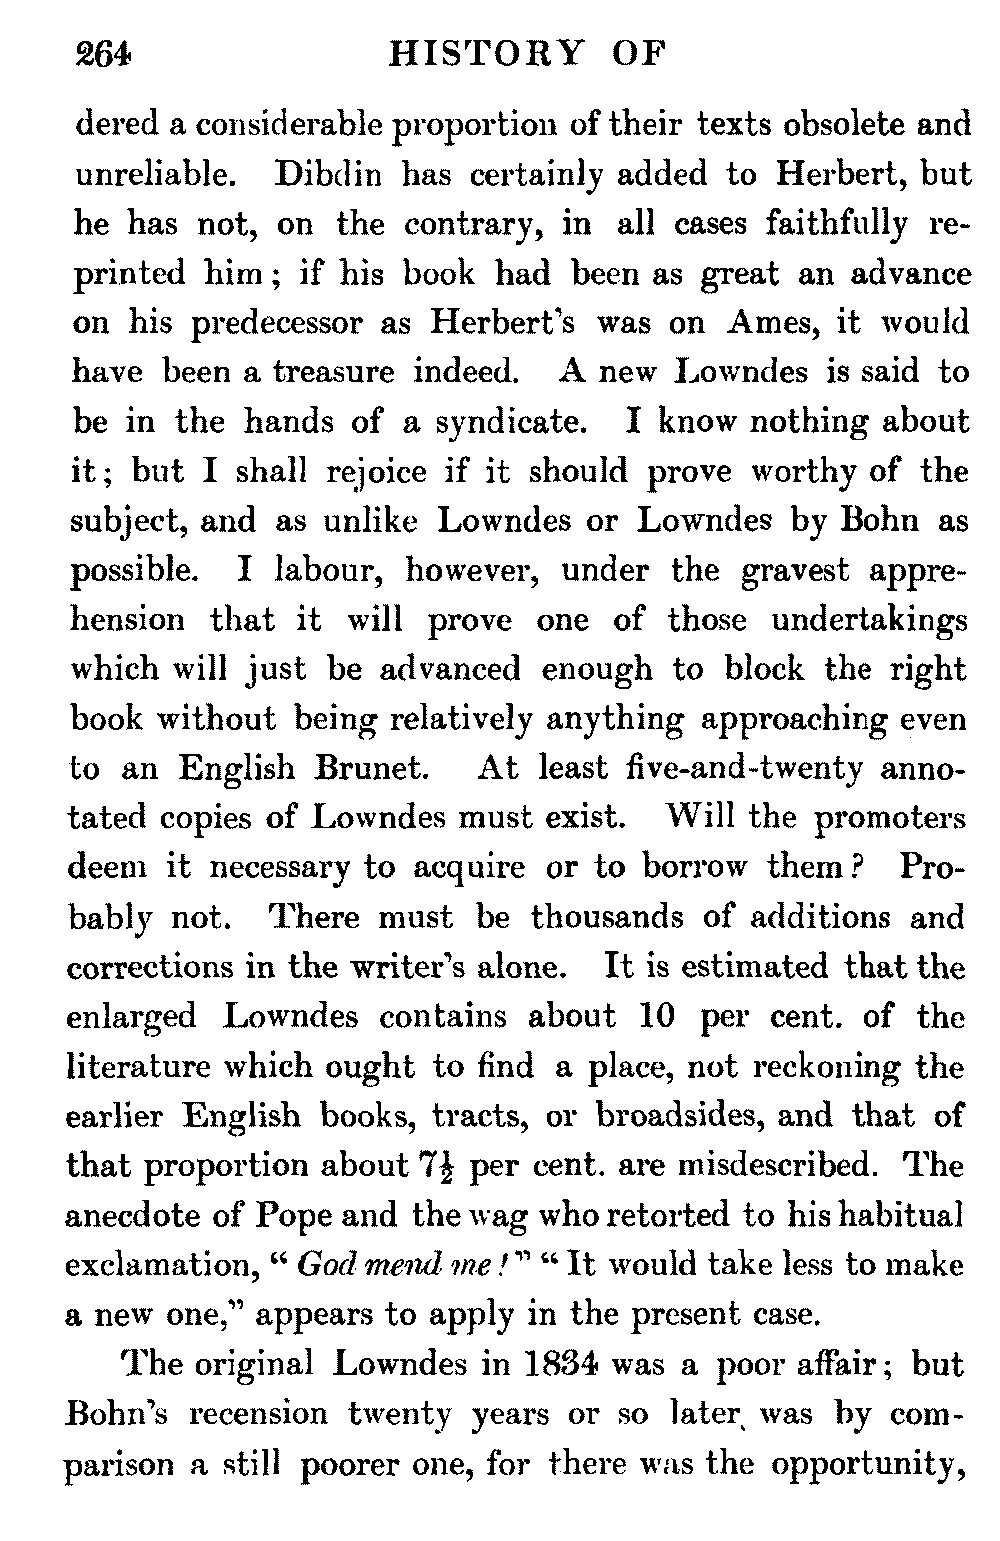 264 HISTORY OF
dered a considerable proportion of their texts obsolete and
unreliable. Dibdin has certainly added to Herbert, but
he has not, on the contrary, in all cases faithfully re-
printed him; if his book had been as great an advance
on his predecessor as Herbert's was on Ames, it would
have been a treasure indeed. A new Lowndes is said to
be in the hands of a syndicate. I know nothing about
it; but I shall rejoice if it should prove worthy of the
subject, and as unlike Lowndes or Lowndes by Bohn as
possible. I labour, however, under the gravest appre-
hension that it will prove one of those undertakings
which will just be advanced enough to block the right
book without being relatively anything approaching even
to an English Brunet. At least five-and-twenty anno-
tated copies of Lowndes must exist. Will the promoters
deem it necessary to acquire or to borrow them? Pro-
bably not. There must be thousands of additions and
corrections in the writer's alone. It is estimated that the
enlarged Lowndes contains about 10 per cent. of the
literature which ought to find a place, not reckoning the
earlier English books, tracts, or broadsides, and that of
that proportion about 7½ per cent. are misdescribed. The
anecdote of Pope and the wag who retorted to his habitual
exclamation, "God mend me!" "It would take less to make
a new one," appears to apply in the present case.
The original Lowndes in 1834 was a poor affair; but
Bohn's recension twenty years or so later was by com-
parison a still poorer one, for there was the opportunity,